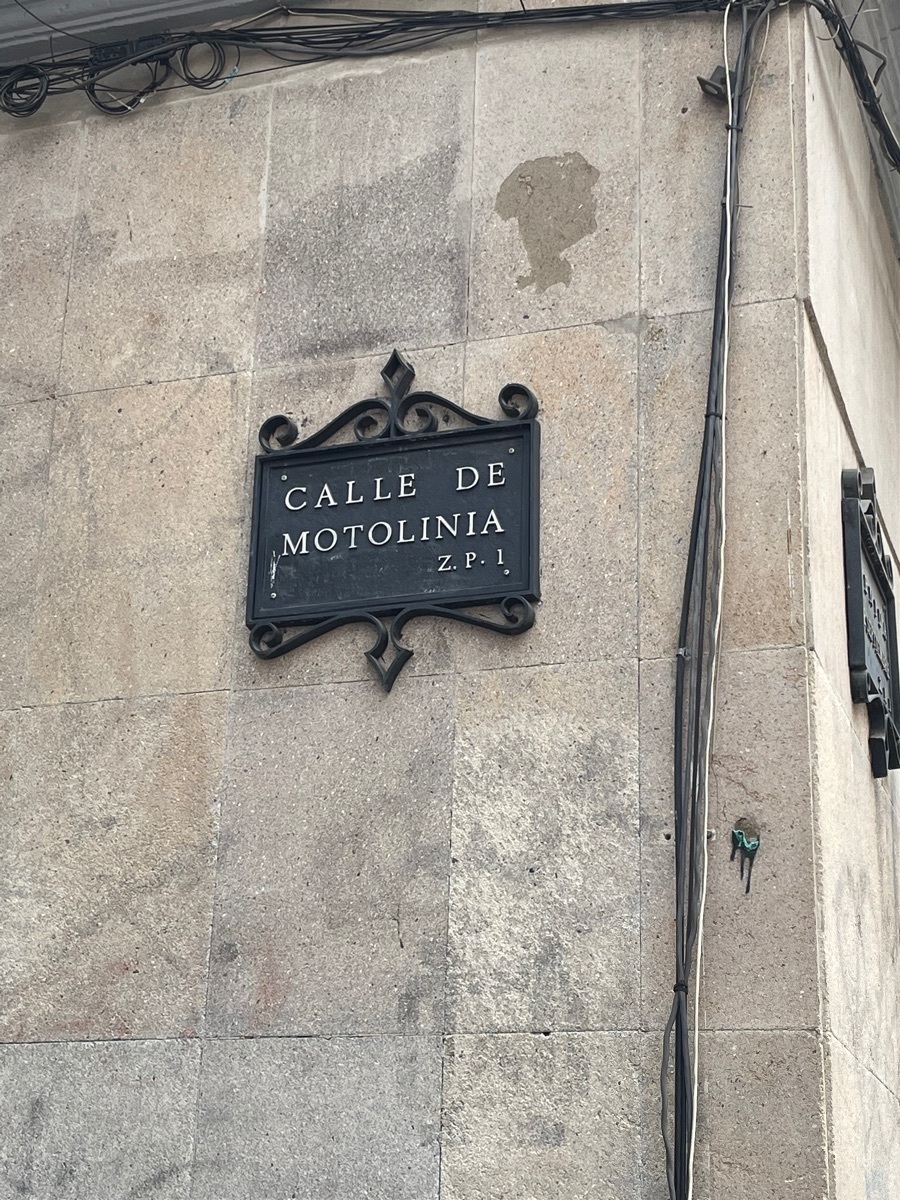 CALLE DE
MOTOLINIA
Z. P. 1